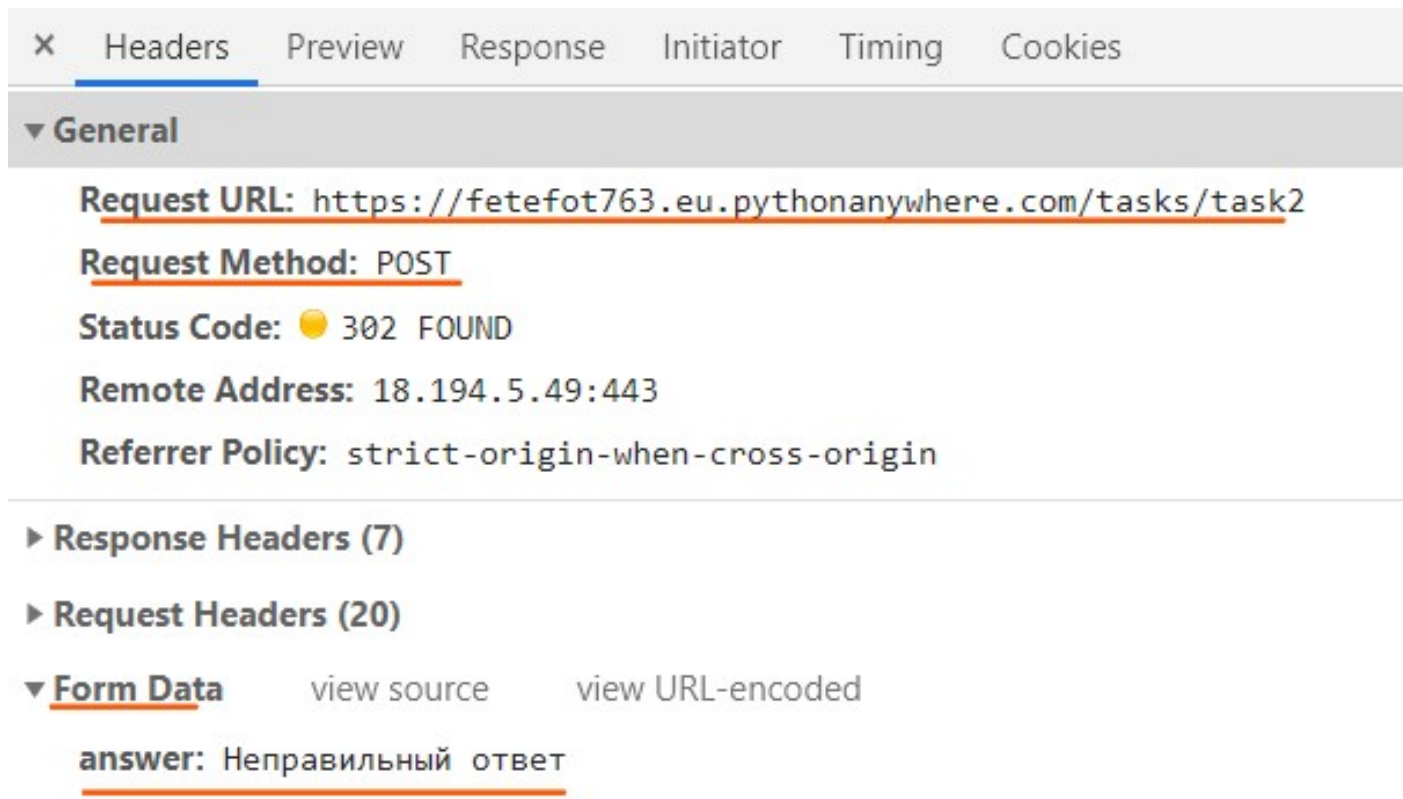 × Headers Preview Response Initiator Timing Cookies
▼ General
Request URL: https://fetefot763.eu.pythonanywhere.com/tasks/task2
Request Method: POST
Status Code: 302 FOUND
Remote Address: 18.194.5.49:443
Referrer Policy: strict-origin-when-cross-origin
▶ Response Headers (7)
▶ Request Headers (20)
▼ Form Data view source view URL-encoded
answer: Неправильный ответ